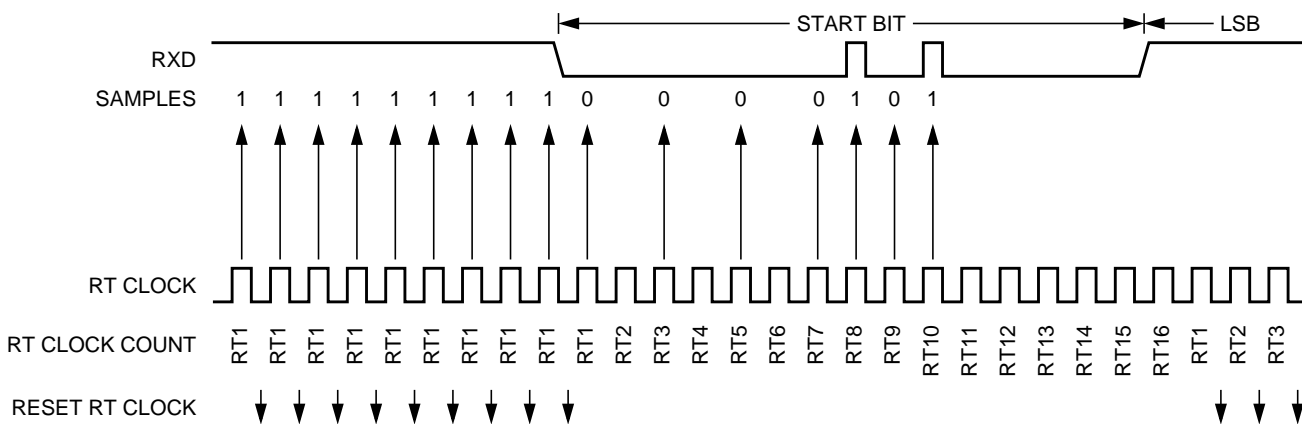 START BIT LSB
RXD
SAMPLES 1 1 1 1 1 1 1 1 1 0 0 0 0 1 0 1
RT CLOCK
RT CLOCK COUNT RT1 RT1 RT1 RT1 RT1 RT1 RT1 RT1 RT1 RT1 RT2 RT3 RT4 RT5 RT6 RT7 RT8 RT9 RT10 RT11 RT12 RT13 RT14 RT15 RT16 RT1 RT2 RT3
RESET RT CLOCK